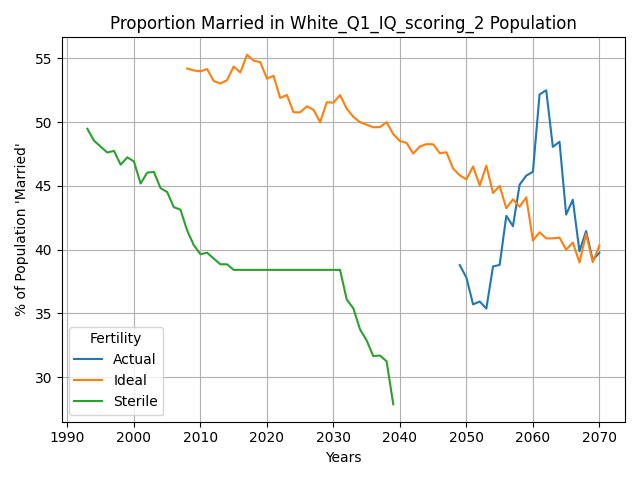 Proportion Married in White_Q1_IQ_scoring_2 Population
% of Population 'Married'
55
50
45
40
35
30
Fertility
Actual
Ideal
Sterile
1990 2000 2010 2020 2030 2040 2050 2060 2070
Years